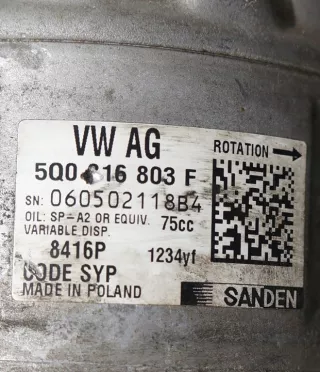 VW AG
ROTATION
5Q0 816 803 F
SN: 060502118B4
OIL: SP-A2 OR EQUIV. 75cc
VARIABLE DISP.
8416P 1234yf
CODE SYP
MADE IN POLAND
SANDEN